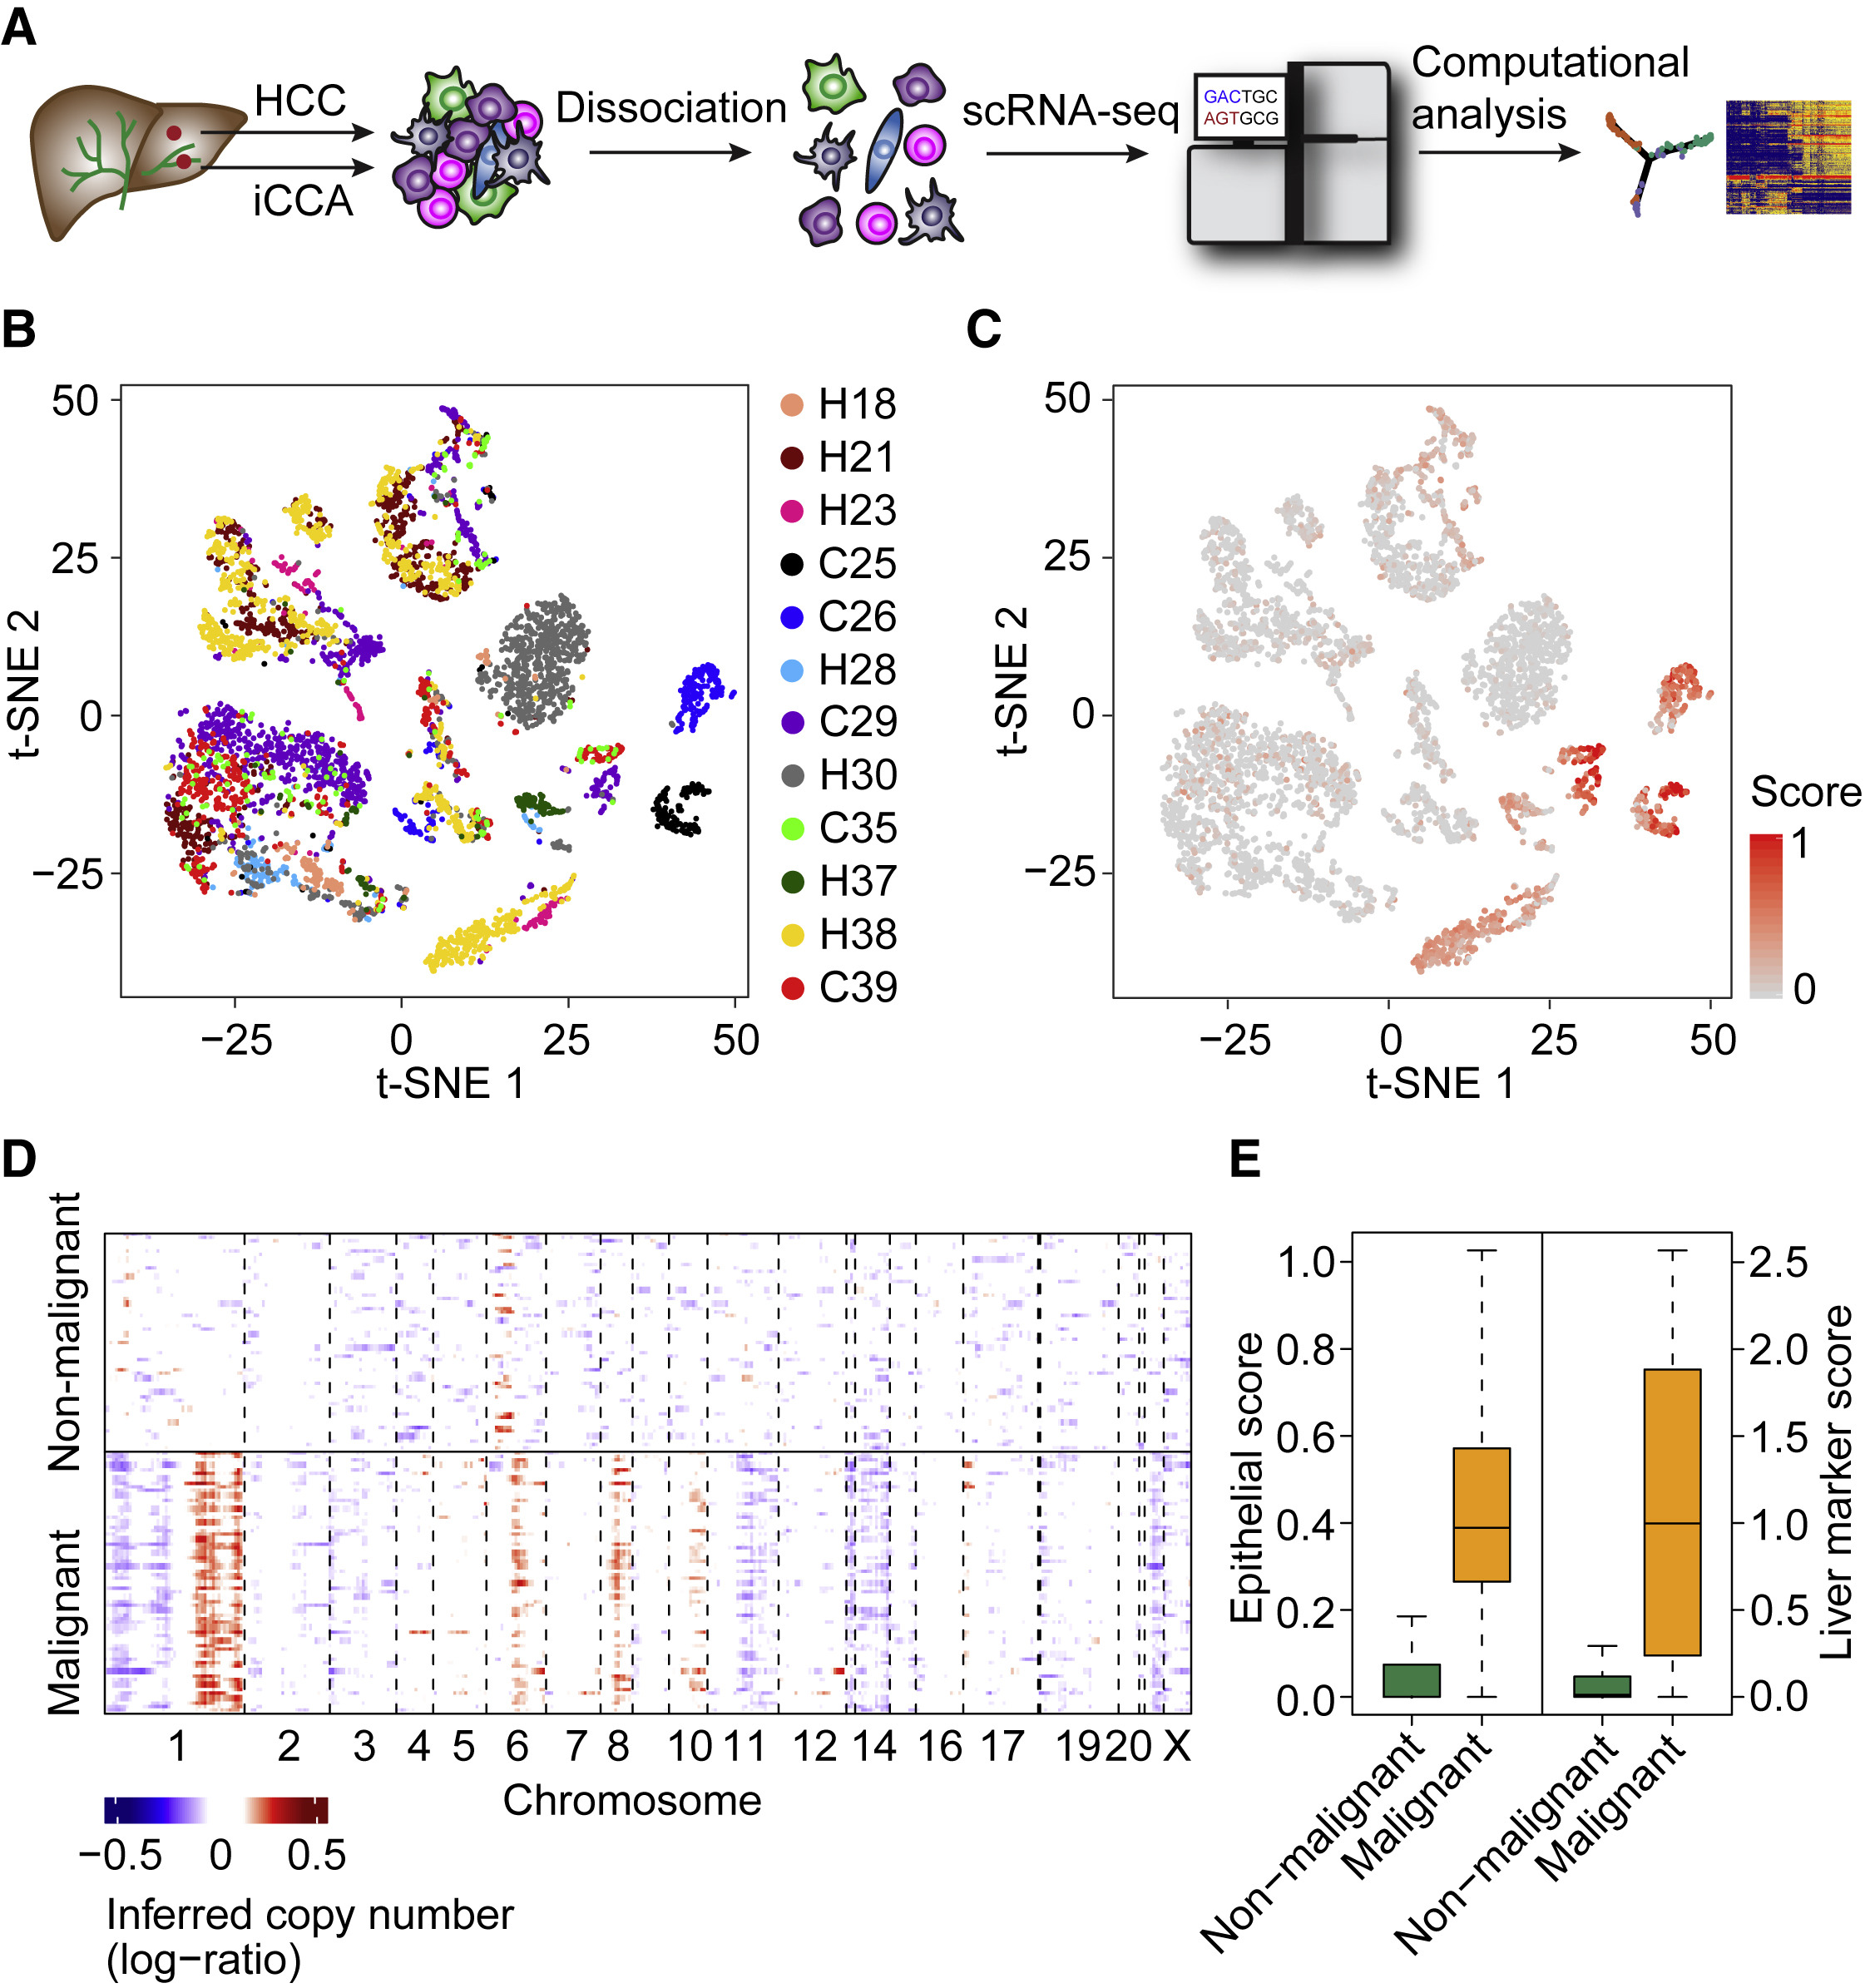 A
HCC
iCCA
Dissociation
scRNA-seq
GACTGC
AGTGCG
Computational
analysis
B
50
25
0
−25
t-SNE 2
−25 0 25 50
t-SNE 1
H18
H21
H23
C25
C26
H28
C29
H30
C35
H37
H38
C39
C
50
25
0
−25
t-SNE 2
−25 0 25 50
t-SNE 1
Score
1
0
D
Non-malignant
Malignant
1 2 3 4 5 6 7 8 10 11 12 14 16 17 19 20 X
Chromosome
−0.5 0 0.5
Inferred copy number
(log−ratio)
E
Epithelial score
1.0
0.8
0.6
0.4
0.2
0.0
2.5
2.0
1.5
1.0
0.5
0.0
Liver marker score
Non−malignant
Malignant
Non−malignant
Malignant